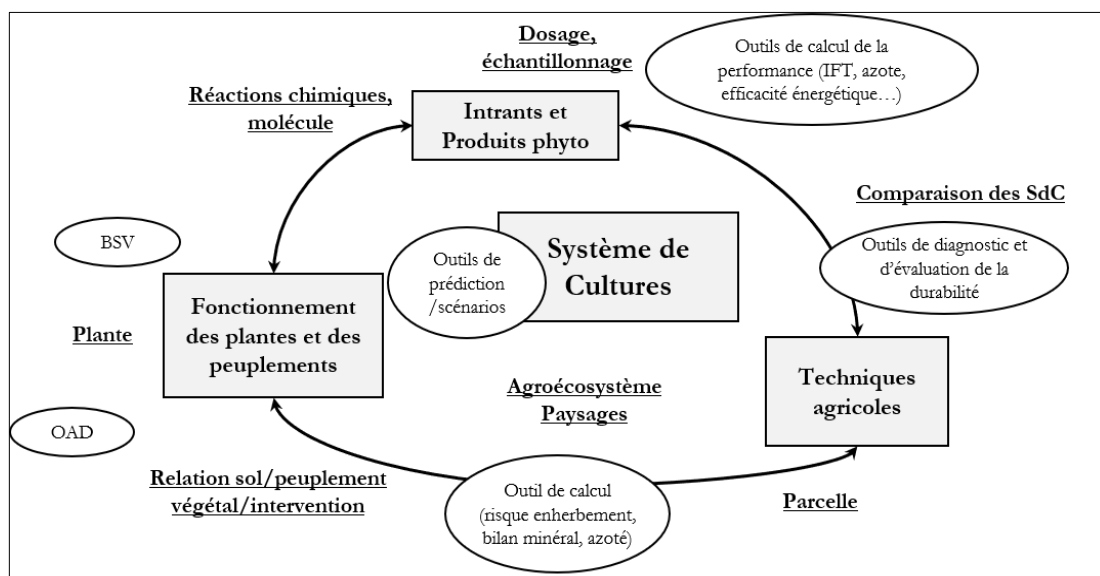 Dosage,
échantillonnage
Outils de calcul de la
performance (IFT, azote,
efficacité énergétique…)
Réactions chimiques,
molécule
Intrants et
Produits phyto
Comparaison des SdC
BSV
Outils de
prédiction
/scénarios
Système de
Cultures
Outils de diagnostic et
d'évaluation de la
durabilité
Fonctionnement
des plantes et des
peuplements
Plante
Techniques
agricoles
Agroécosystème
Paysages
OAD
Relation sol/peuplement
végétal/intervention
Outil de calcul
(risque enherbement,
bilan minéral, azoté)
Parcelle